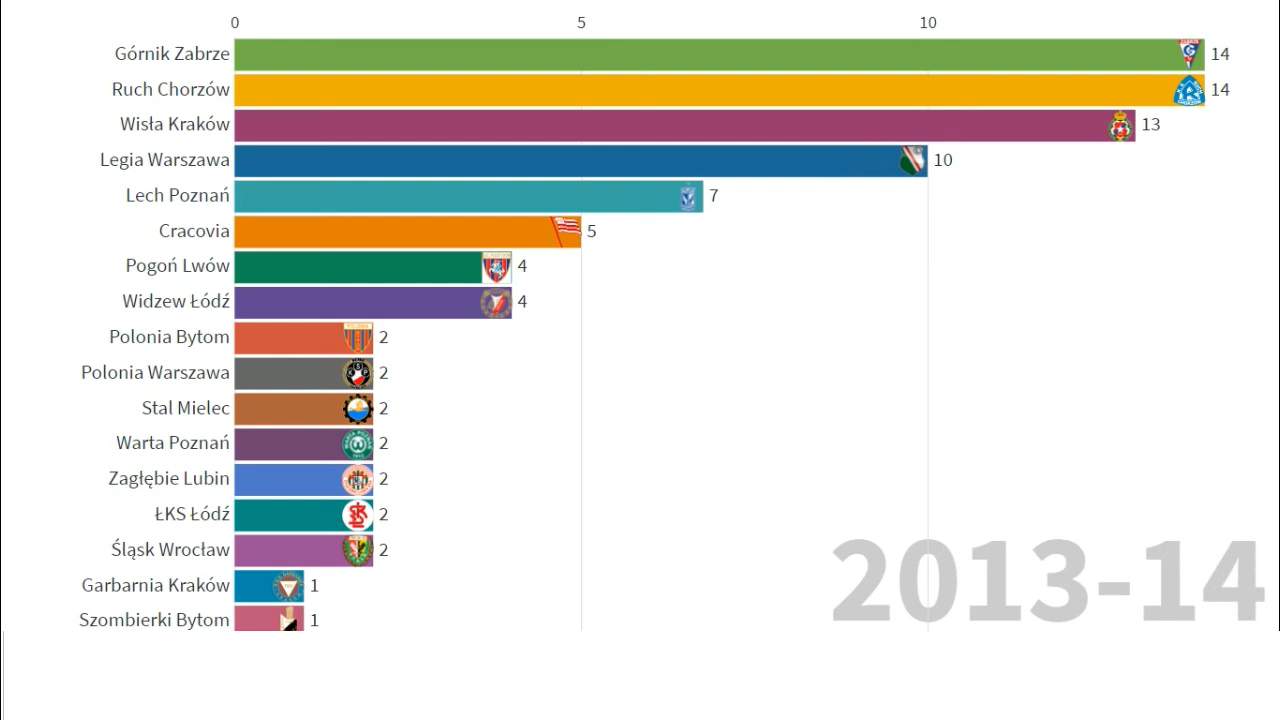 0 5 10
Górnik Zabrze 14
Ruch Chorzów 14
Wisła Kraków 13
Legia Warszawa 10
Lech Poznań 7
Cracovia 5
Pogoń Lwów 4
Widzew Łódź 4
Polonia Bytom 2
Polonia Warszawa 2
Stal Mielec 2
Warta Poznań 2
Zagłębie Lubin 2
ŁKS Łódź 2
Śląsk Wrocław 2
Garbarnia Kraków 1
Szombierki Bytom 1
2013-14